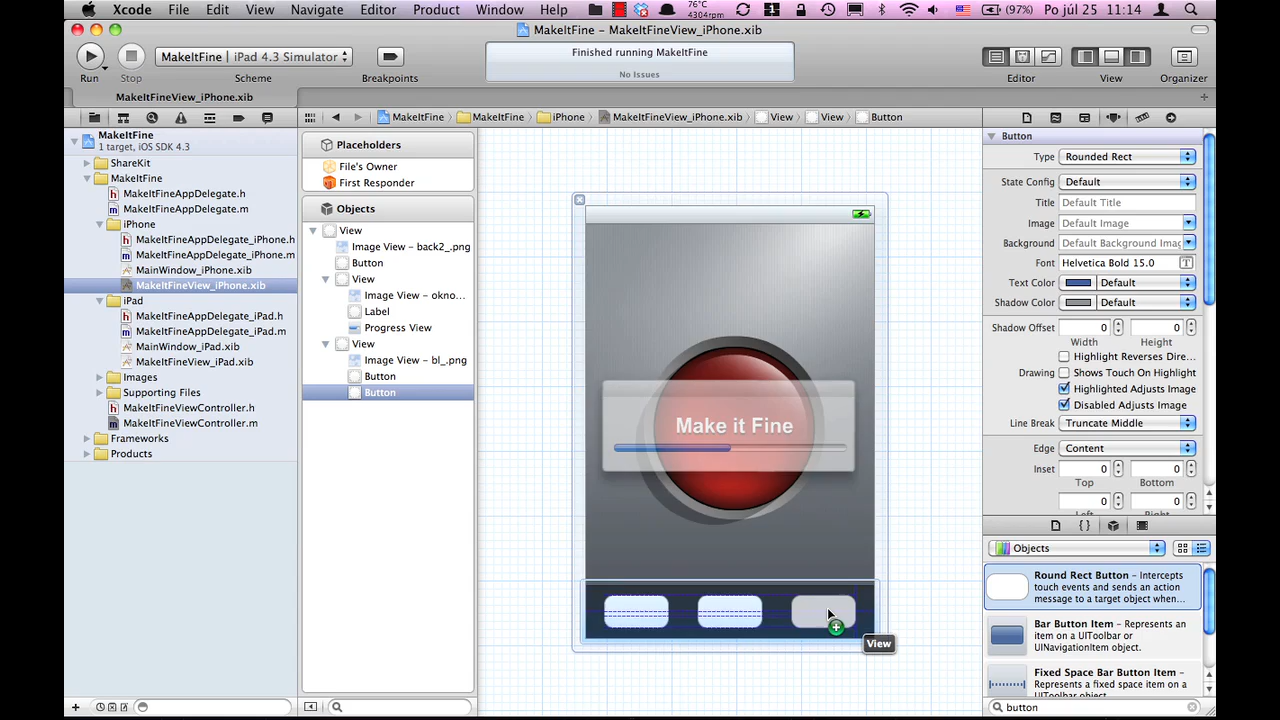 Xcode File Edit View Navigate Editor Product Window Help 76°C 4304rpm 1 (97%) Po júl 25 11:14
MakeItFine – MakeItFineView_iPhone.xib
MakeItFine | iPad 4.3 Simulator
Finished running MakeItFine
No Issues
Run Stop Scheme Breakpoints Editor View Organizer
MakeItFineView_iPhone.xib
MakeItFine MakeItFine iPhone MakeItFineView_iPhone.xib View View Button
MakeItFine
1 target, iOS SDK 4.3
ShareKit
MakeItFine
MakeItFineAppDelegate.h
MakeItFineAppDelegate.m
iPhone
MakeItFineAppDelegate_iPhone.h
MakeItFineAppDelegate_iPhone.m
MainWindow_iPhone.xib
MakeItFineView_iPhone.xib
iPad
MakeItFineAppDelegate_iPad.h
MakeItFineAppDelegate_iPad.m
MainWindow_iPad.xib
MakeItFineView_iPad.xib
Images
Supporting Files
MakeItFineViewController.h
MakeItFineViewController.m
Frameworks
Products
Placeholders
File's Owner
First Responder
Objects
View
Image View – back2_.png
Button
View
Image View – okno...
Label
Progress View
View
Image View – bl_.png
Button
Button
Make it Fine
View
Button
Type Rounded Rect
State Config Default
Title Default Title
Image Default Image
Background Default Background Imag
Font Helvetica Bold 15.0 T
Text Color Default
Shadow Color Default
Shadow Offset 0 0
Width Height
Highlight Reverses Dire...
Drawing Shows Touch On Highlight
Highlighted Adjusts Image
Disabled Adjusts Image
Line Break Truncate Middle
Edge Content
Inset 0 0
Top Bottom
0 0
Left Right
Objects
Round Rect Button – Intercepts
touch events and sends an action
message to a target object when...
Bar Button Item – Represents an
item on a UIToolbar or
UINavigationItem object.
Fixed Space Bar Button Item –
Represents a fixed space item on a
UIToolbar object.
button